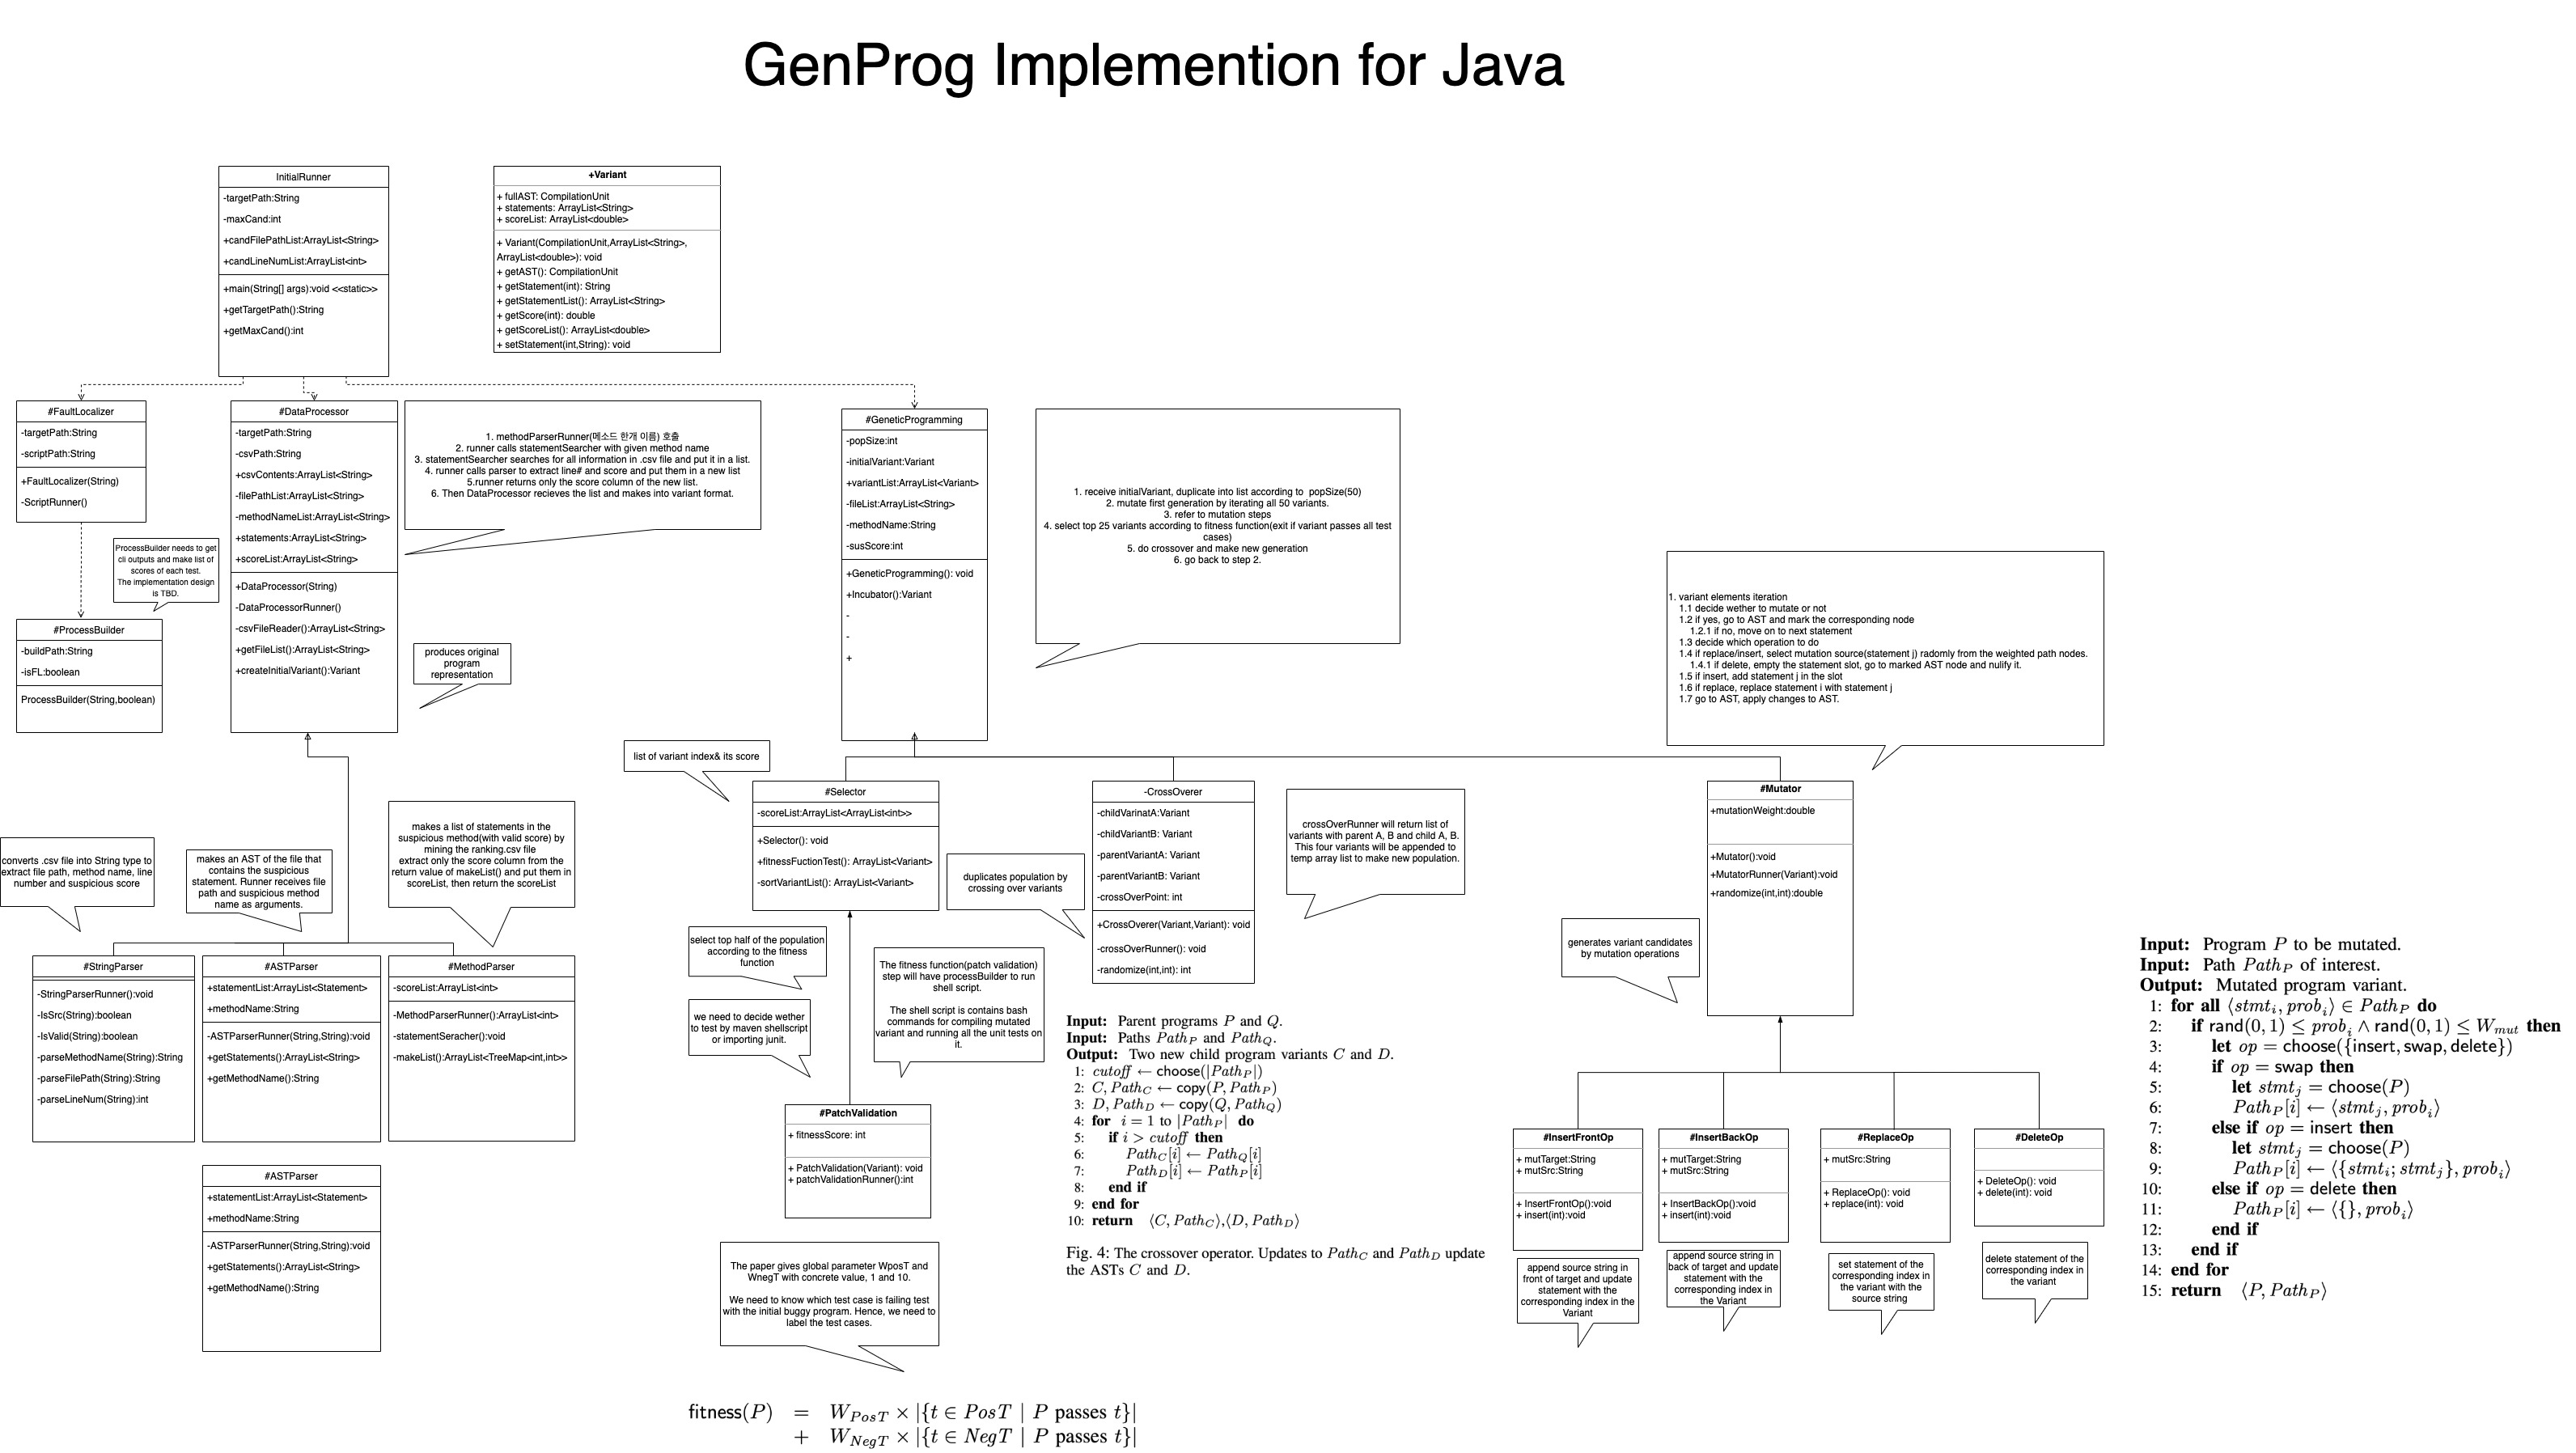 GenProg Implemention for Java
InitialRunner
-targetPath:String
-maxCand:int
+candFilePathList:ArrayList<String>
+candLineNumList:ArrayList<int>
+main(String[] args):void <<static>>
+getTargetPath():String
+getMaxCand():int
+Variant
+ fullAST: CompilationUnit
+ statements: ArrayList<String>
+ scoreList: ArrayList<double>
+ Variant(CompilationUnit,ArrayList<String>,
ArrayList<double>): void
+ getAST(): CompilationUnit
+ getStatement(int): String
+ getStatementList(): ArrayList<String>
+ getScore(int): double
+ getScoreList(): ArrayList<double>
+ setStatement(int,String): void
#FaultLocalizer
-targetPath:String
-scriptPath:String
+FaultLocalizer(String)
-ScriptRunner()
ProcessBuilder needs to get
cli outputs and make list of
scores of each test.
The implementation design
is TBD.
#ProcessBuilder
-buildPath:String
-isFL:boolean
ProcessBuilder(String,boolean)
#DataProcessor
-targetPath:String
-csvPath:String
+csvContents:ArrayList<String>
-filePathList:ArrayList<String>
-methodNameList:ArrayList<String>
+statements:ArrayList<String>
+scoreList:ArrayList<String>
+DataProcessor(String)
-DataProcessorRunner()
-csvFileReader():ArrayList<String>
+getFileList():ArrayList<String>
+createInitialVariant():Variant
1. methodParserRunner(메소드 한개 이름) 호출
2. runner calls statementSearcher with given method name
3. statementSearcher searches for all information in .csv file and put it in a list.
4. runner calls parser to extract line# and score and put them in a new list
5.runner returns only the score column of the new list.
6. Then DataProcessor recieves the list and makes into variant format.
produces original
program
representation
#GeneticProgramming
-popSize:int
-initialVariant:Variant
+variantList:ArrayList<Variant>
-fileList:ArrayList<String>
-methodName:String
-susScore:int
+GeneticProgramming(): void
+Incubator():Variant
-
-
+
1. receive initialVariant, duplicate into list according to popSize(50)
2. mutate first generation by iterating all 50 variants.
3. refer to mutation steps
4. select top 25 variants according to fitness function(exit if variant passes all test
cases)
5. do crossover and make new generation
6. go back to step 2.
1. variant elements iteration
1.1 decide wether to mutate or not
1.2 if yes, go to AST and mark the corresponding node
1.2.1 if no, move on to next statement
1.3 decide which operation to do
1.4 if replace/insert, select mutation source(statement j) radomly from the weighted path nodes.
1.4.1 if delete, empty the statement slot, go to marked AST node and nullify it.
1.5 if insert, add statement j in the slot
1.6 if replace, replace statement i with statement j
1.7 go to AST, apply changes to AST.
list of variant index& its score
#Selector
-scoreList:ArrayList<ArrayList<int>>
+Selector(): void
+fitnessFuctionTest(): ArrayList<Variant>
-sortVariantList(): ArrayList<Variant>
-CrossOverer
-childVarinatA:Variant
-childVariantB: Variant
-parentVariantA: Variant
-parentVariantB: Variant
-crossOverPoint: int
+CrossOverer(Variant,Variant): void
-crossOverRunner(): void
-randomize(int,int): int
duplicates population by
crossing over variants
crossOverRunner will return list of
variants with parent A, B and child A, B.
This four variants will be appended to
temp array list to make new population.
#Mutator
+mutationWeight:double
+Mutator():void
+MutatorRunner(Variant):void
+randomize(int,int):double
generates variant candidates
by mutation operations
converts .csv file into String type to
extract file path, method name, line
number and suspicious score
makes an AST of the file that
contains the suspicious
statement. Runner receives file
path and suspicious method
name as arguments.
makes a list of statements in the
suspicious method(with valid score) by
mining the ranking.csv file
extract only the score column from the
return value of makeList() and put them in
scoreList, then return the scoreList
#StringParser
-StringParserRunner():void
-IsSrc(String):boolean
-IsValid(String):boolean
-parseMethodName(String):String
-parseFilePath(String):String
-parseLineNum(String):int
#ASTParser
+statementList:ArrayList<Statement>
+methodName:String
-ASTParserRunner(String,String):void
+getStatements():ArrayList<String>
+getMethodName():String
#MethodParser
-scoreList:ArrayList<int>
-MethodParserRunner():ArrayList<int>
-statementSeracher():void
-makeList():ArrayList<TreeMap<int,int>>
#ASTParser
+statementList:ArrayList<Statement>
+methodName:String
-ASTParserRunner(String,String):void
+getStatements():ArrayList<String>
+getMethodName():String
select top half of the population
according to the fitness
function
we need to decide wether
to test by maven shellscript
or importing junit.
The fitness function(patch validation)
step will have processBuilder to run
shell script.
The shell script is contains bash
commands for compiling mutated
variant and running all the unit tests on
it.
#PatchValidation
+ fitnessScore: int
+ PatchValidation(Variant): void
+ patchValidationRunner():int
The paper gives global parameter WposT and
WnegT with concrete value, 1 and 10.
We need to know which test case is failing test
with the initial buggy program. Hence, we need to
label the test cases.
fitness(P) = W_PosT × |{t ∈ PosT | P passes t}|
+ W_NegT × |{t ∈ NegT | P passes t}|
Input: Parent programs P and Q.
Input: Paths Path_P and Path_Q.
Output: Two new child program variants C and D.
1: cutoff ← choose(|Path_P|)
2: C, Path_C ← copy(P, Path_P)
3: D, Path_D ← copy(Q, Path_Q)
4: for i = 1 to |Path_P| do
5: if i > cutoff then
6: Path_C[i] ← Path_Q[i]
7: Path_D[i] ← Path_P[i]
8: end if
9: end for
10: return ⟨C, Path_C⟩,⟨D, Path_D⟩
Fig. 4: The crossover operator. Updates to Path_C and Path_D update
the ASTs C and D.
#InsertFrontOp
+ mutTarget:String
+ mutSrc:String
+ InsertFrontOp():void
+ insert(int):void
append source string in
front of target and update
statement with the
corresponding index in the
Variant
#InsertBackOp
+ mutTarget:String
+ mutSrc:String
+ InsertBackOp():void
+ insert(int):void
append source string in
back of target and update
statement with the
corresponding index in
the Variant
#ReplaceOp
+ mutSrc:String
+ ReplaceOp(): void
+ replace(int): void
set statement of the
corresponding index in
the variant with the
source string
#DeleteOp
+ DeleteOp(): void
+ delete(int): void
delete statement of the
corresponding index in
the variant
Input: Program P to be mutated.
Input: Path Path_P of interest.
Output: Mutated program variant.
1: for all ⟨stmt_i, prob_i⟩ ∈ Path_P do
2: if rand(0, 1) ≤ prob_i ∧ rand(0, 1) ≤ W_mut then
3: let op = choose({insert, swap, delete})
4: if op = swap then
5: let stmt_j = choose(P)
6: Path_P[i] ← ⟨stmt_j, prob_i⟩
7: else if op = insert then
8: let stmt_j = choose(P)
9: Path_P[i] ← ⟨{stmt_i; stmt_j}, prob_i⟩
10: else if op = delete then
11: Path_P[i] ← ⟨{}, prob_i⟩
12: end if
13: end if
14: end for
15: return ⟨P, Path_P⟩